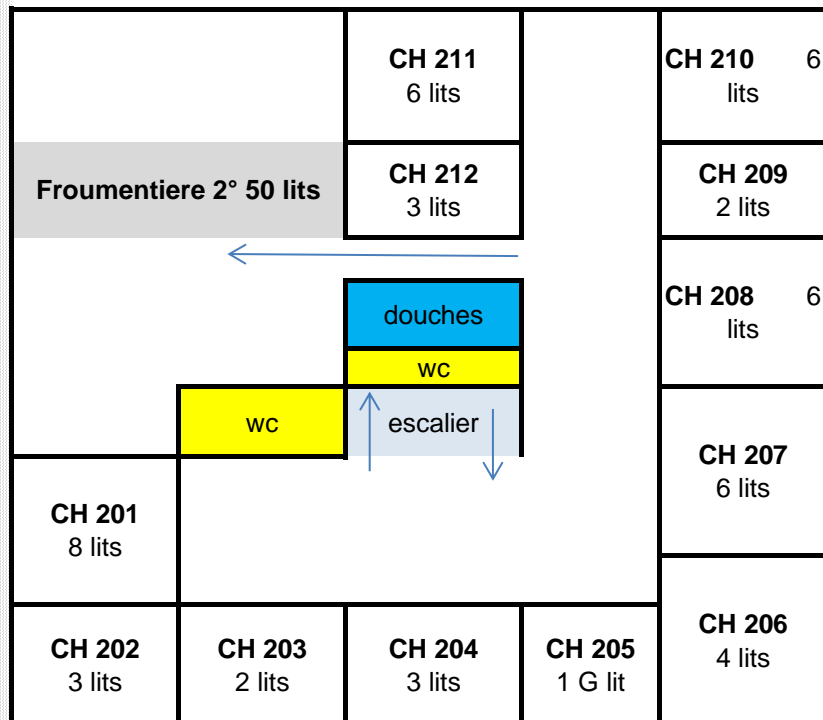 CH 211
6 lits
CH 210 6
lits
Froumentiere 2° 50 lits
CH 212
3 lits
CH 209
2 lits
douches
CH 208 6
lits
wc
wc
escalier
CH 207
6 lits
CH 201
8 lits
CH 202
3 lits
CH 203
2 lits
CH 204
3 lits
CH 205
1 G lit
CH 206
4 lits